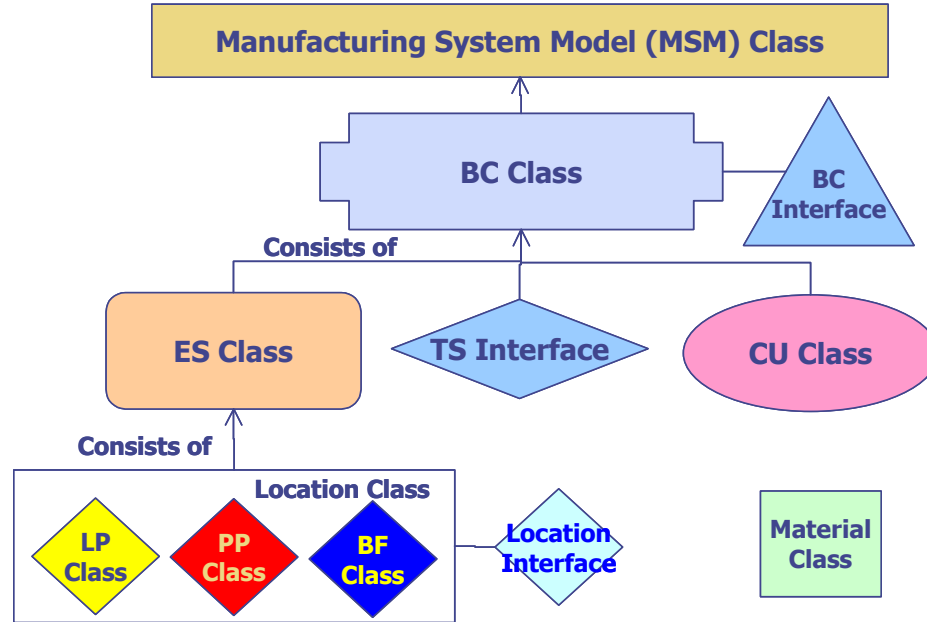 Manufacturing System Model (MSM) Class
BC Class
BC
Interface
Consists of
ES Class
TS Interface
CU Class
Consists of
Location Class
LP
Class
PP
Class
BF
Class
Location
Interface
Material
Class